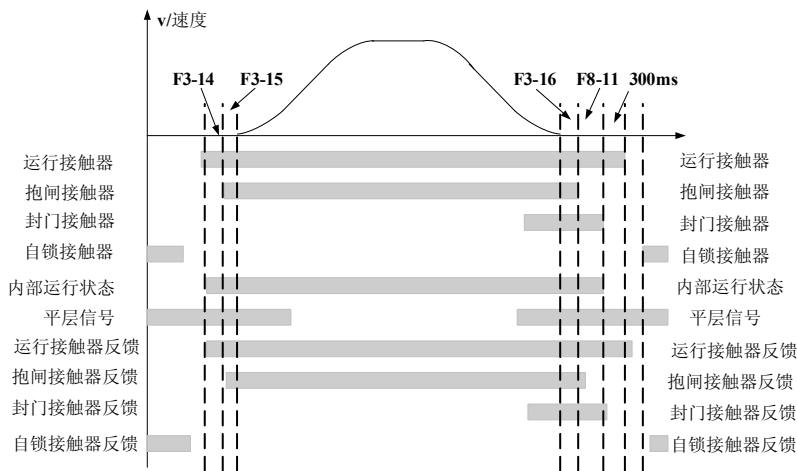 v/速度
F3-14 F3-15 F3-16 F8-11 300ms
运行接触器 运行接触器
抱闸接触器 抱闸接触器
封门接触器 封门接触器
自锁接触器 自锁接触器
内部运行状态 内部运行状态
平层信号 平层信号
运行接触器反馈 运行接触器反馈
抱闸接触器反馈 抱闸接触器反馈
封门接触器反馈 封门接触器反馈
自锁接触器反馈 自锁接触器反馈